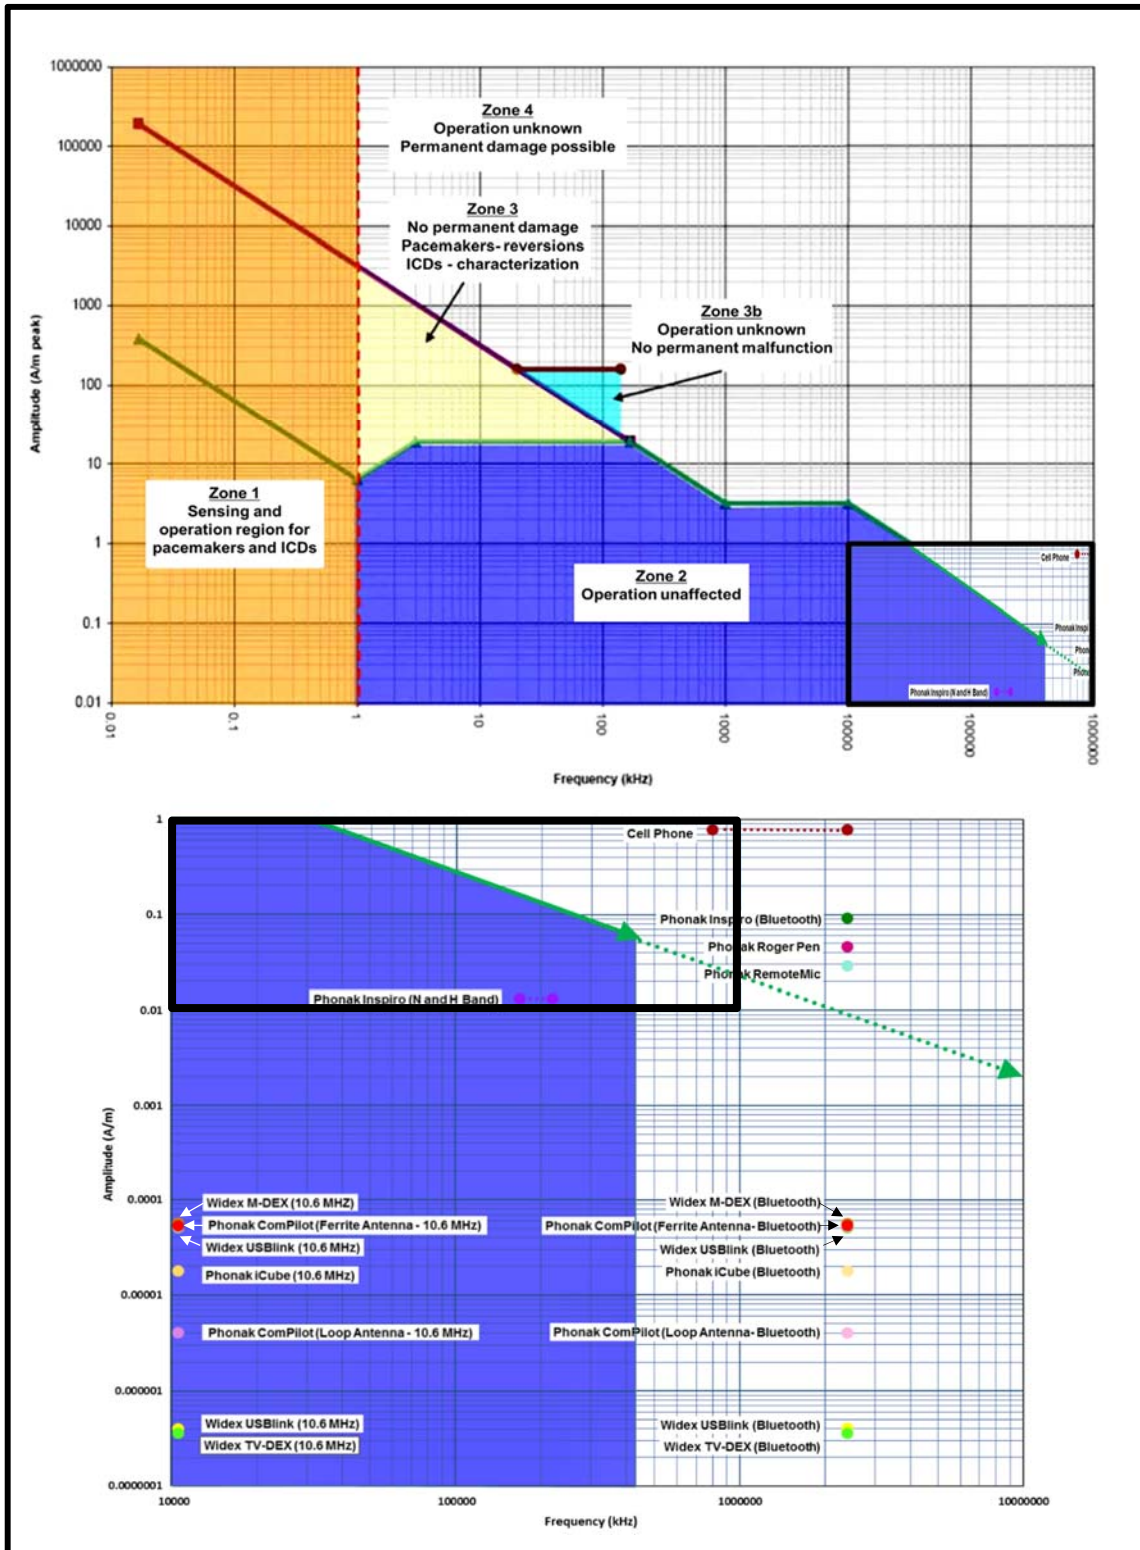 1000000
100000
10000
1000
100
10
1
0.1
0.01
Amplitude (A/m peak)
Zone 4
Operation unknown
Permanent damage possible
Zone 3
No permanent damage
Pacemakers- reversions
ICDs - characterization
Zone 3b
Operation unknown
No permanent malfunction
Zone 1
Sensing and
operation region for
pacemakers and ICDs
Zone 2
Operation unaffected
Cell Phone
Phonak Inspi
Phona
Phona
Phonak Inspiro (N and H Band)
0.01
0.1
1
10
100
1000
10000
100000
1000000
Frequency (kHz)
1
0.1
0.01
0.001
0.0001
0.00001
0.000001
0.0000001
Amplitude (A/m)
Cell Phone
Phonak Inspiro (Bluetooth)
Phonak Roger Pen
Phonak RemoteMic
Phonak Inspiro (N and H Band)
Widex M-DEX (10.6 MHZ)
Phonak ComPilot (Ferrite Antenna - 10.6 MHz)
Widex USBlink (10.6 MHz)
Phonak iCube (10.6 MHz)
Phonak ComPilot (Loop Antenna - 10.6 MHz)
Widex USBlink (10.6 MHz)
Widex TV-DEX (10.6 MHz)
Widex M-DEX (Bluetooth)
Phonak ComPilot (Ferrite Antenna- Bluetooth)
Widex USBlink (Bluetooth)
Phonak iCube (Bluetooth)
Phonak ComPilot (Loop Antenna- Bluetooth)
Widex USBlink (Bluetooth)
Widex TV-DEX (Bluetooth)
10000
100000
1000000
10000000
Frequency (kHz)